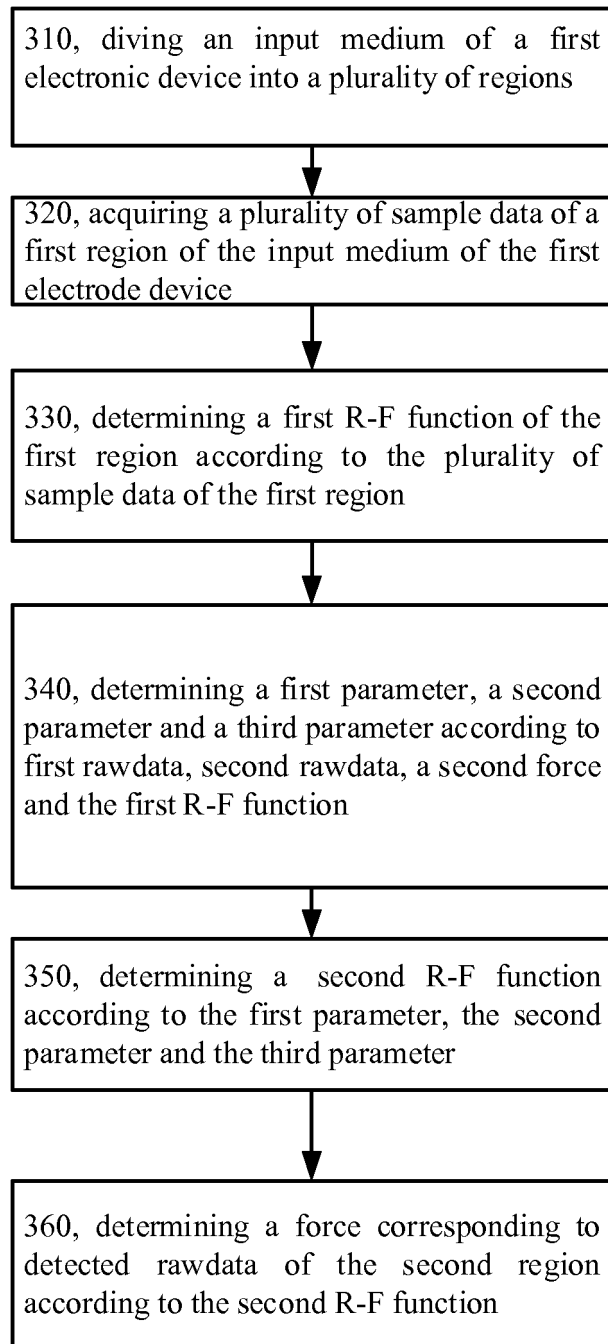 310, diving an input medium of a first
electronic device into a plurality of regions
320, acquiring a plurality of sample data of a
first region of the input medium of the first
electrode device
330, determining a first R-F function of the
first region according to the plurality of
sample data of the first region
340, determining a first parameter, a second
parameter and a third parameter according to
first rawdata, second rawdata, a second force
and the first R-F function
350, determining a second R-F function
according to the first parameter, the second
parameter and the third parameter
360, determining a force corresponding to
detected rawdata of the second region
according to the second R-F function